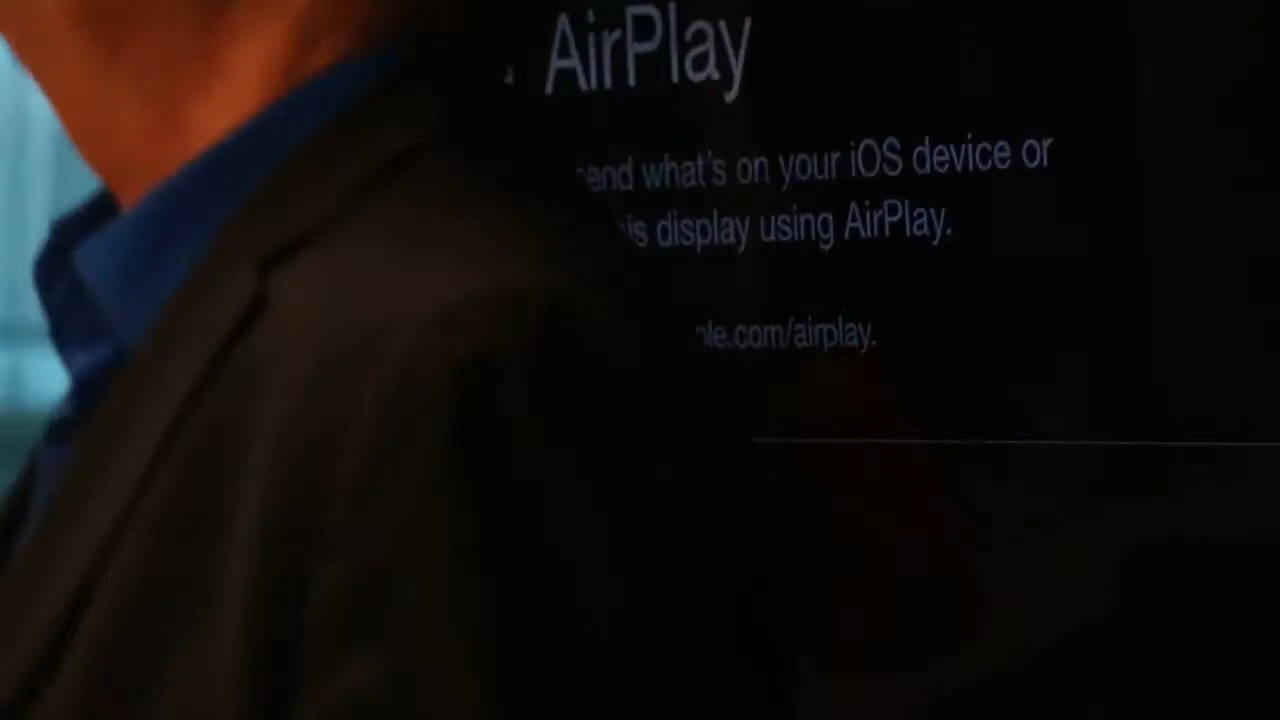 AirPlay
end what's on your iOS device or
is display using AirPlay.
le.com/airplay.